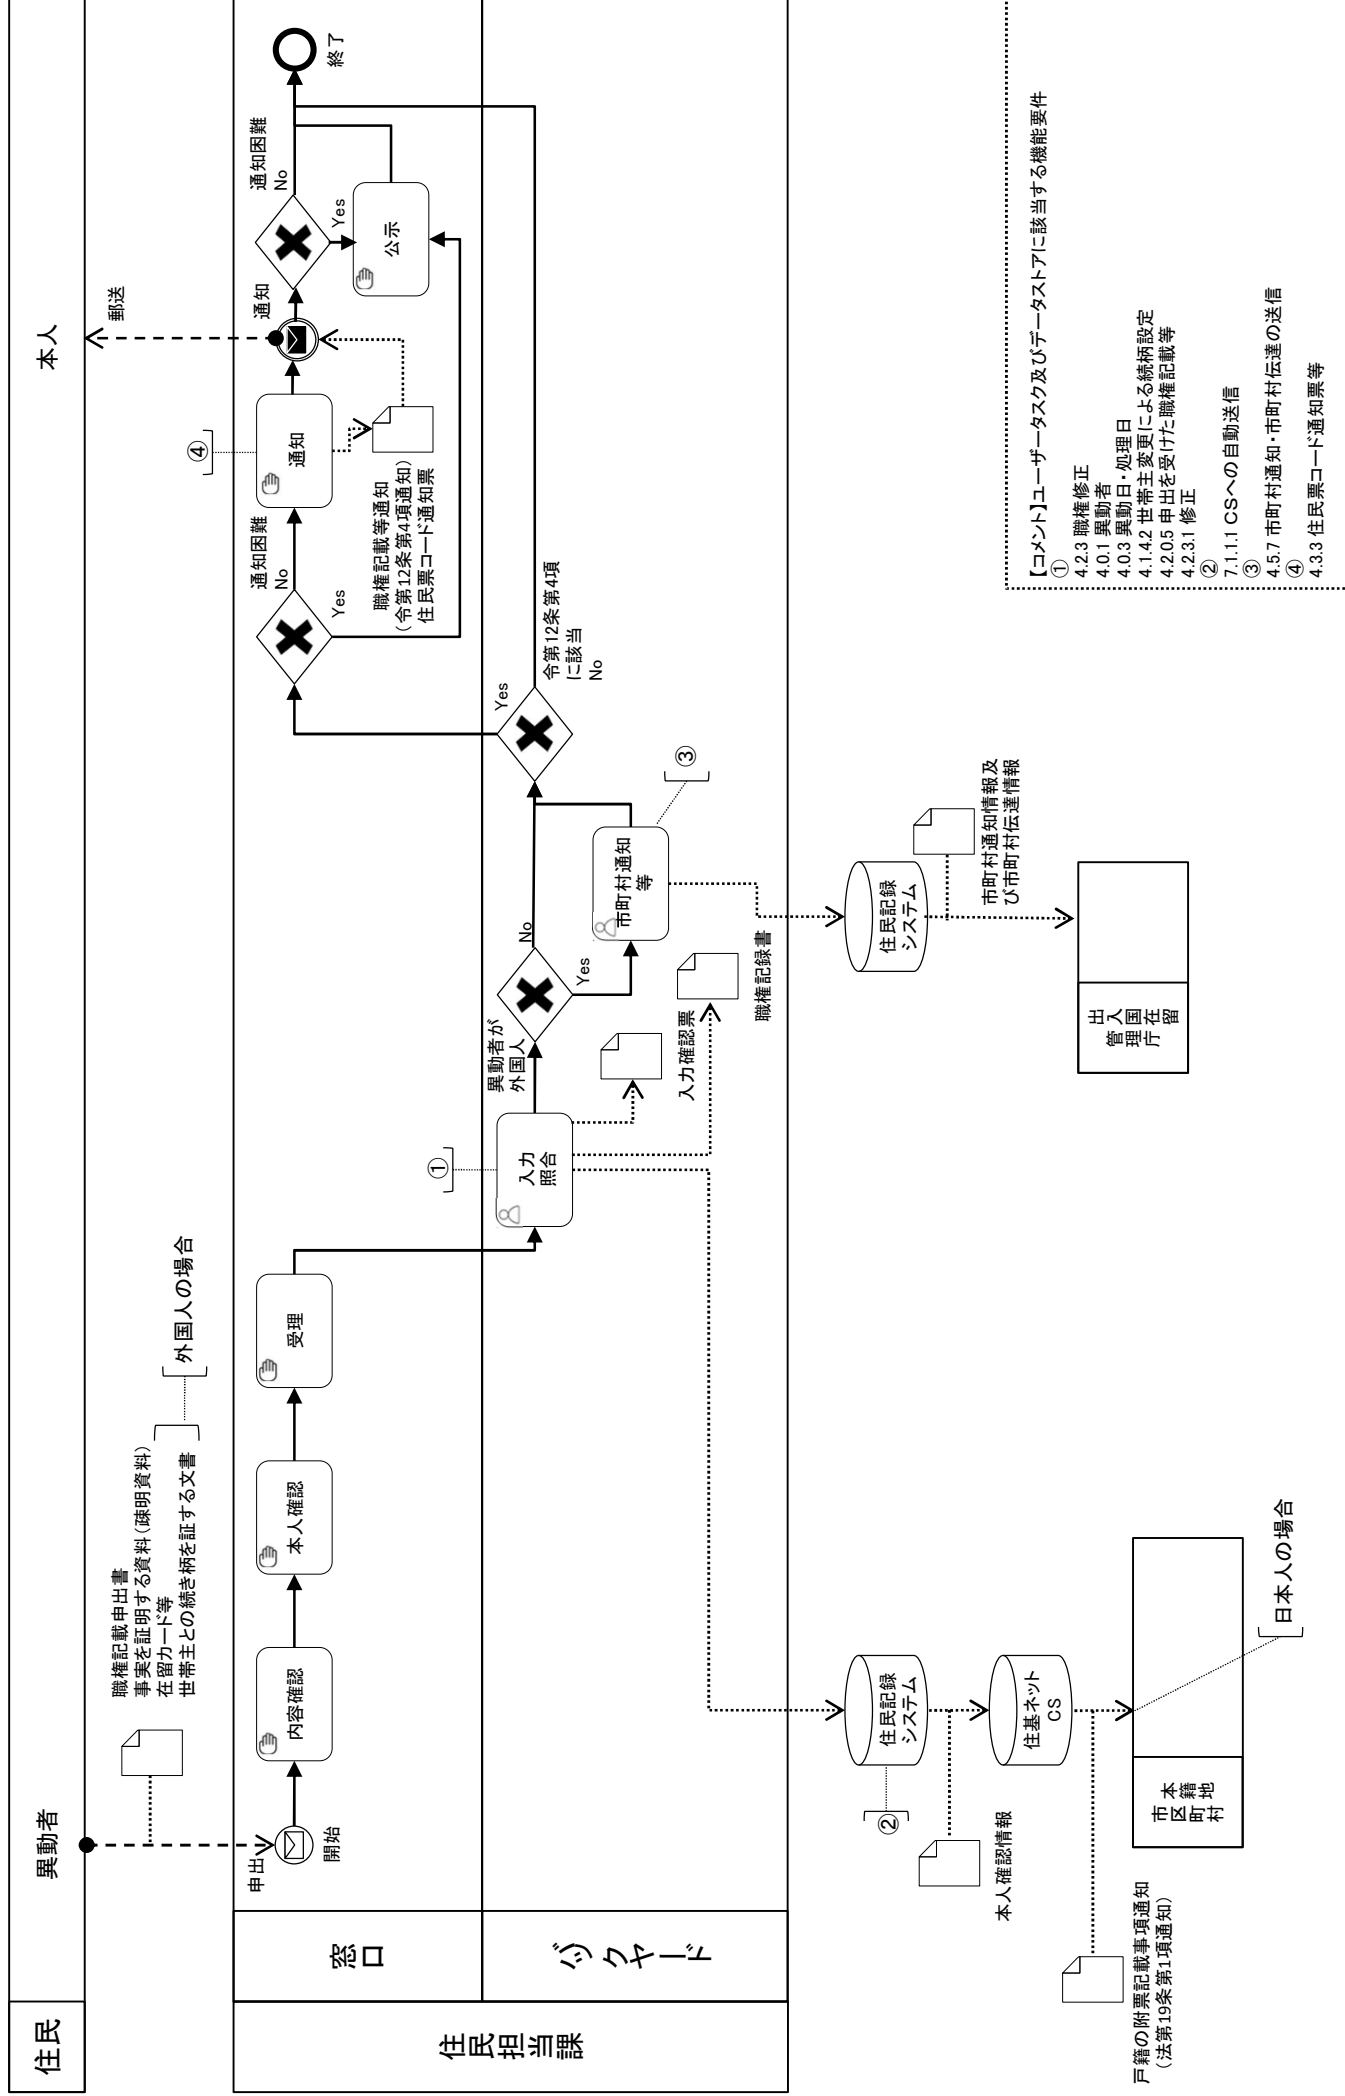 住民
異動者
本人
住民担当課
窓口
バックヤード
職権記載申出書
事実を証明する資料（疎明資料）
在留カード等
世帯主との続き柄を証する文書
外国人の場合
郵送
申出
開始
内容確認
本人確認
受理
通知困難
No
Yes
④
通知
職権記載等通知
（令第12条第4項通知）
住民票コード通知票
通知
通知困難
No
Yes
公示
終了
①
入力
照合
異動者が
外国人
No
Yes
市町村通知
等
③
Yes
令第12条第4項
に該当
No
入力確認票
職権記録書
住民記録
システム
②
本人確認情報
住基ネット
CS
戸籍の附票記載事項通知
（法第19条第1項通知）
本籍地
市区町村
日本人の場合
住民記録
システム
市町村通知情報及
び市町村伝達情報
出入国在留
管理庁
【コメント】ユーザータスク及びデータストアに該当する機能要件
①
4.2.3 職権修正
4.0.1 異動者
4.0.3 異動日・処理日
4.1.4.2 世帯主変更による続柄設定
4.2.0.5 申出を受けた職権記載等
4.2.3.1 修正
②
7.1.1.1 CSへの自動送信
③
4.5.7 市町村通知・市町村伝達の送信
④
4.3.3 住民票コード通知票等